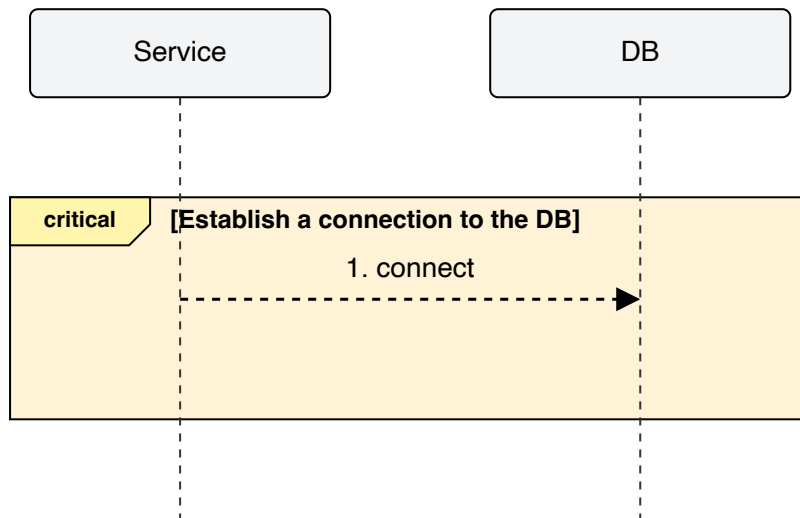 Service
DB
critical
[Establish a connection to the DB]
1. connect